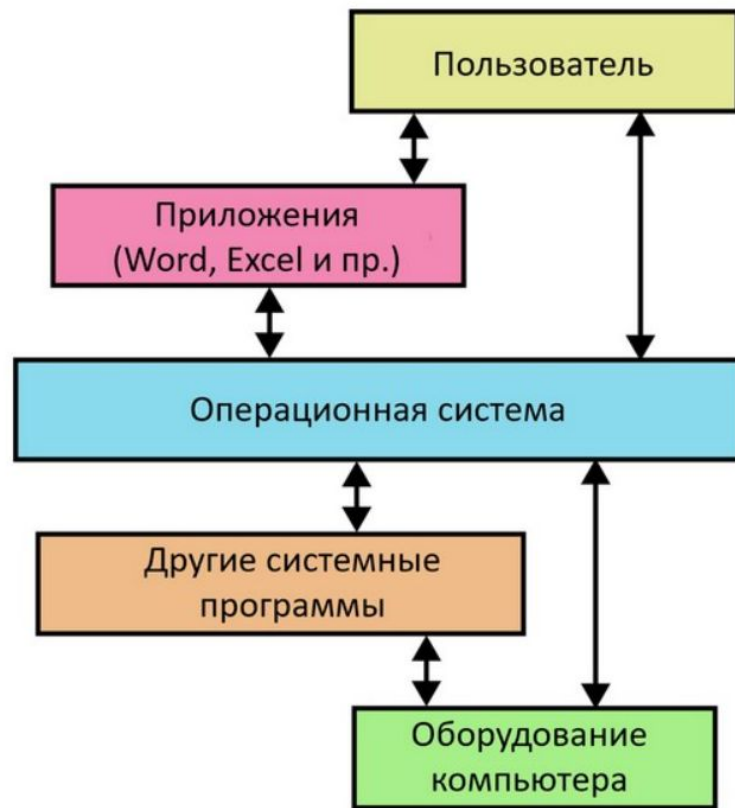 Пользователь
Приложения
(Word, Excel и пр.)
Операционная система
Другие системные
программы
Оборудование
компьютера